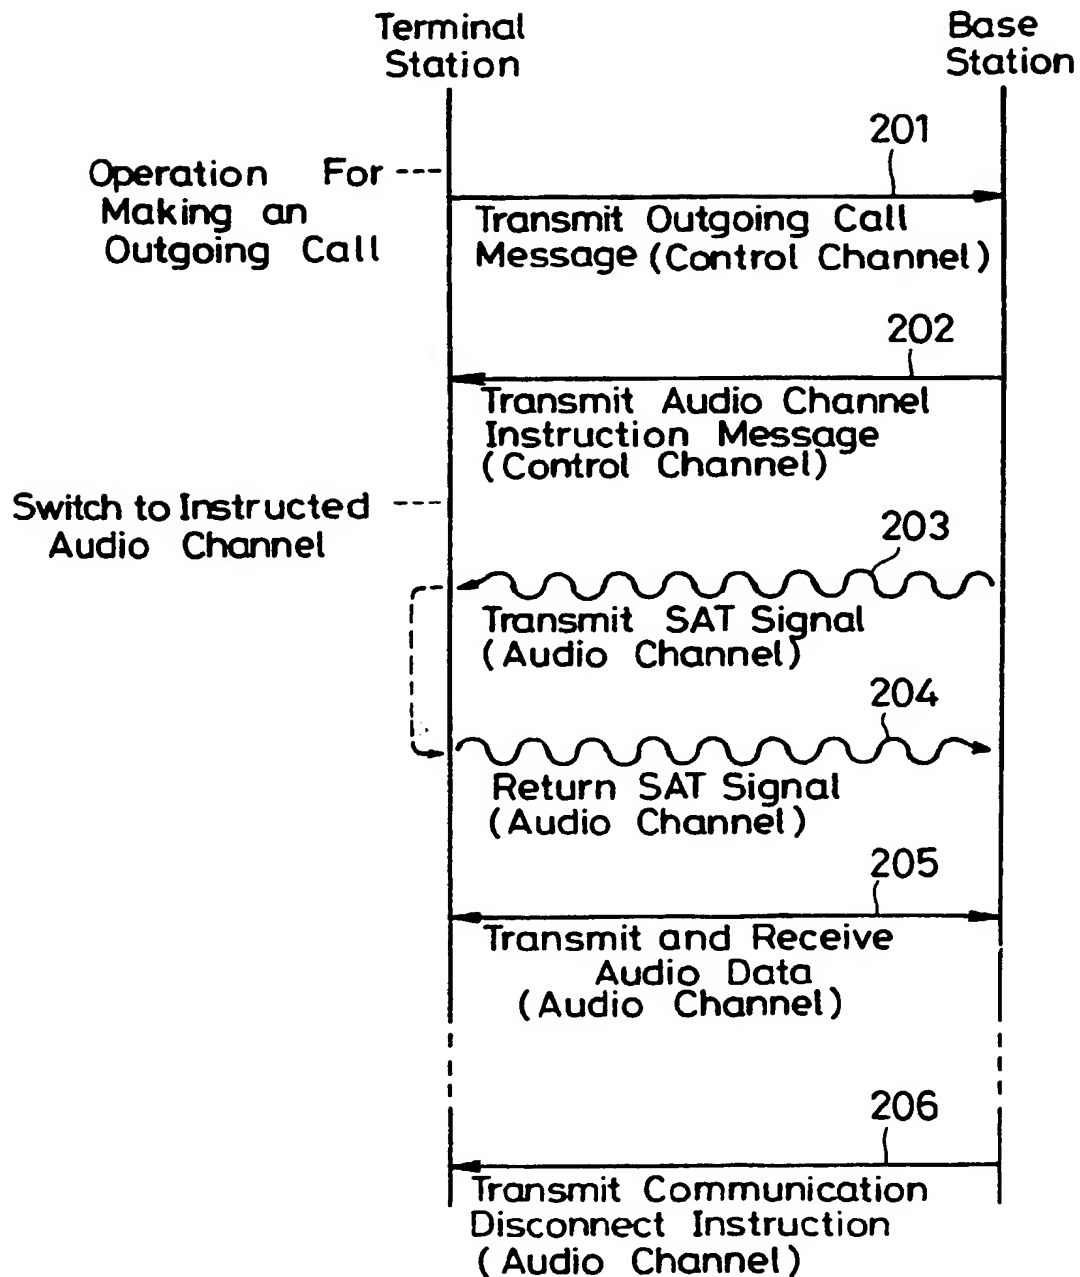 Terminal
Station
Base
Station
201
Operation For
Making an
Outgoing Call
Transmit Outgoing Call
Message (Control Channel)
202
Transmit Audio Channel
Instruction Message
(Control Channel)
Switch to Instructed
Audio Channel
203
Transmit SAT Signal
(Audio Channel)
204
Return SAT Signal
(Audio Channel)
205
Transmit and Receive
Audio Data
(Audio Channel)
206
Transmit Communication
Disconnect Instruction
(Audio Channel)